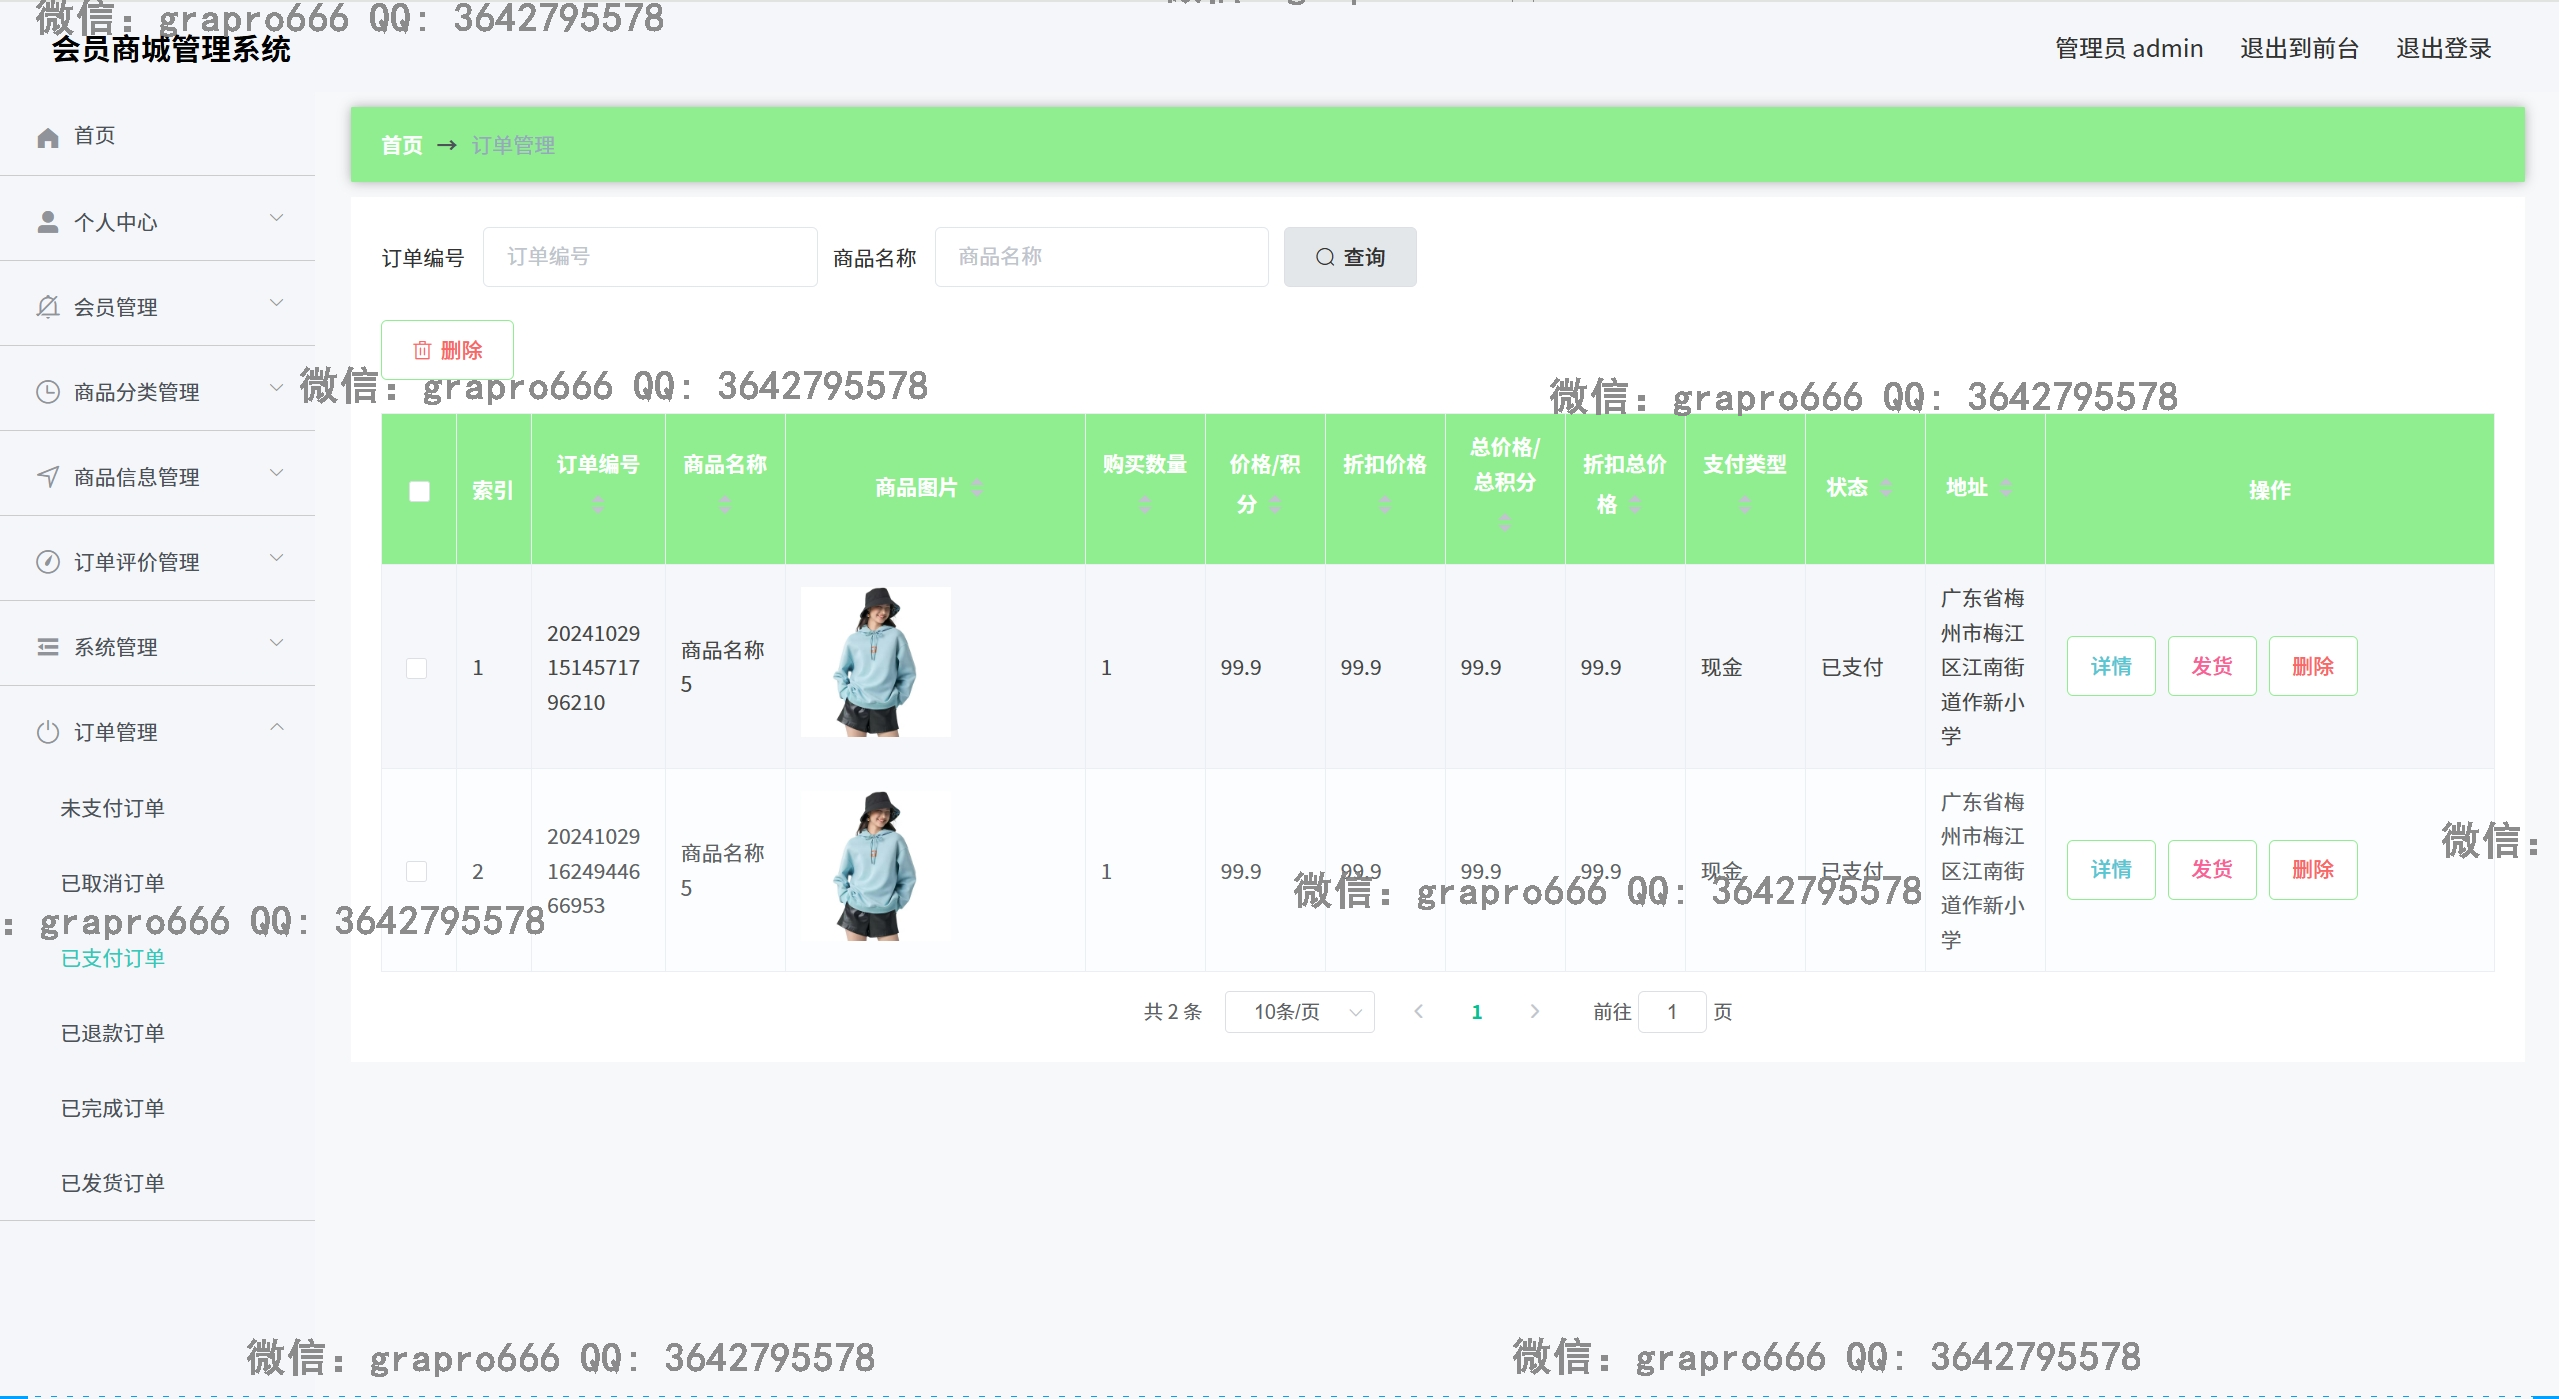 微信: grapro666 QQ: 3642795578
会员商城管理系统
管理员 admin 退出到前台 退出登录
首页
个人中心
会员管理
商品分类管理
商品信息管理
订单评价管理
系统管理
订单管理
未支付订单
已取消订单
: grapro666 QQ: 3642795578
已支付订单
已退款订单
已完成订单
已发货订单
首页 → 订单管理
订单编号 订单编号 商品名称 商品名称 查询
删除
微信: grapro666 QQ: 3642795578
微信: grapro666 QQ: 3642795578
索引 订单编号 商品名称 商品图片 购买数量 价格/积分 折扣价格 总价格/总积分 折扣总价格 支付类型 状态 地址 操作
1 202410291514571796210 商品名称5 1 99.9 99.9 99.9 99.9 现金 已支付 广东省梅州市梅江区江南街道作新小学 详情 发货 删除
2 202410291624944666953 商品名称5 1 99.9 99.9 99.9 99.9 现金 已支付 广东省梅州市梅江区江南街道作新小学 详情 发货 删除
微信:
微信: grapro666 QQ: 3642795578
共 2 条 10条/页 1 前往 1 页
微信: grapro666 QQ: 3642795578
微信: grapro666 QQ: 3642795578